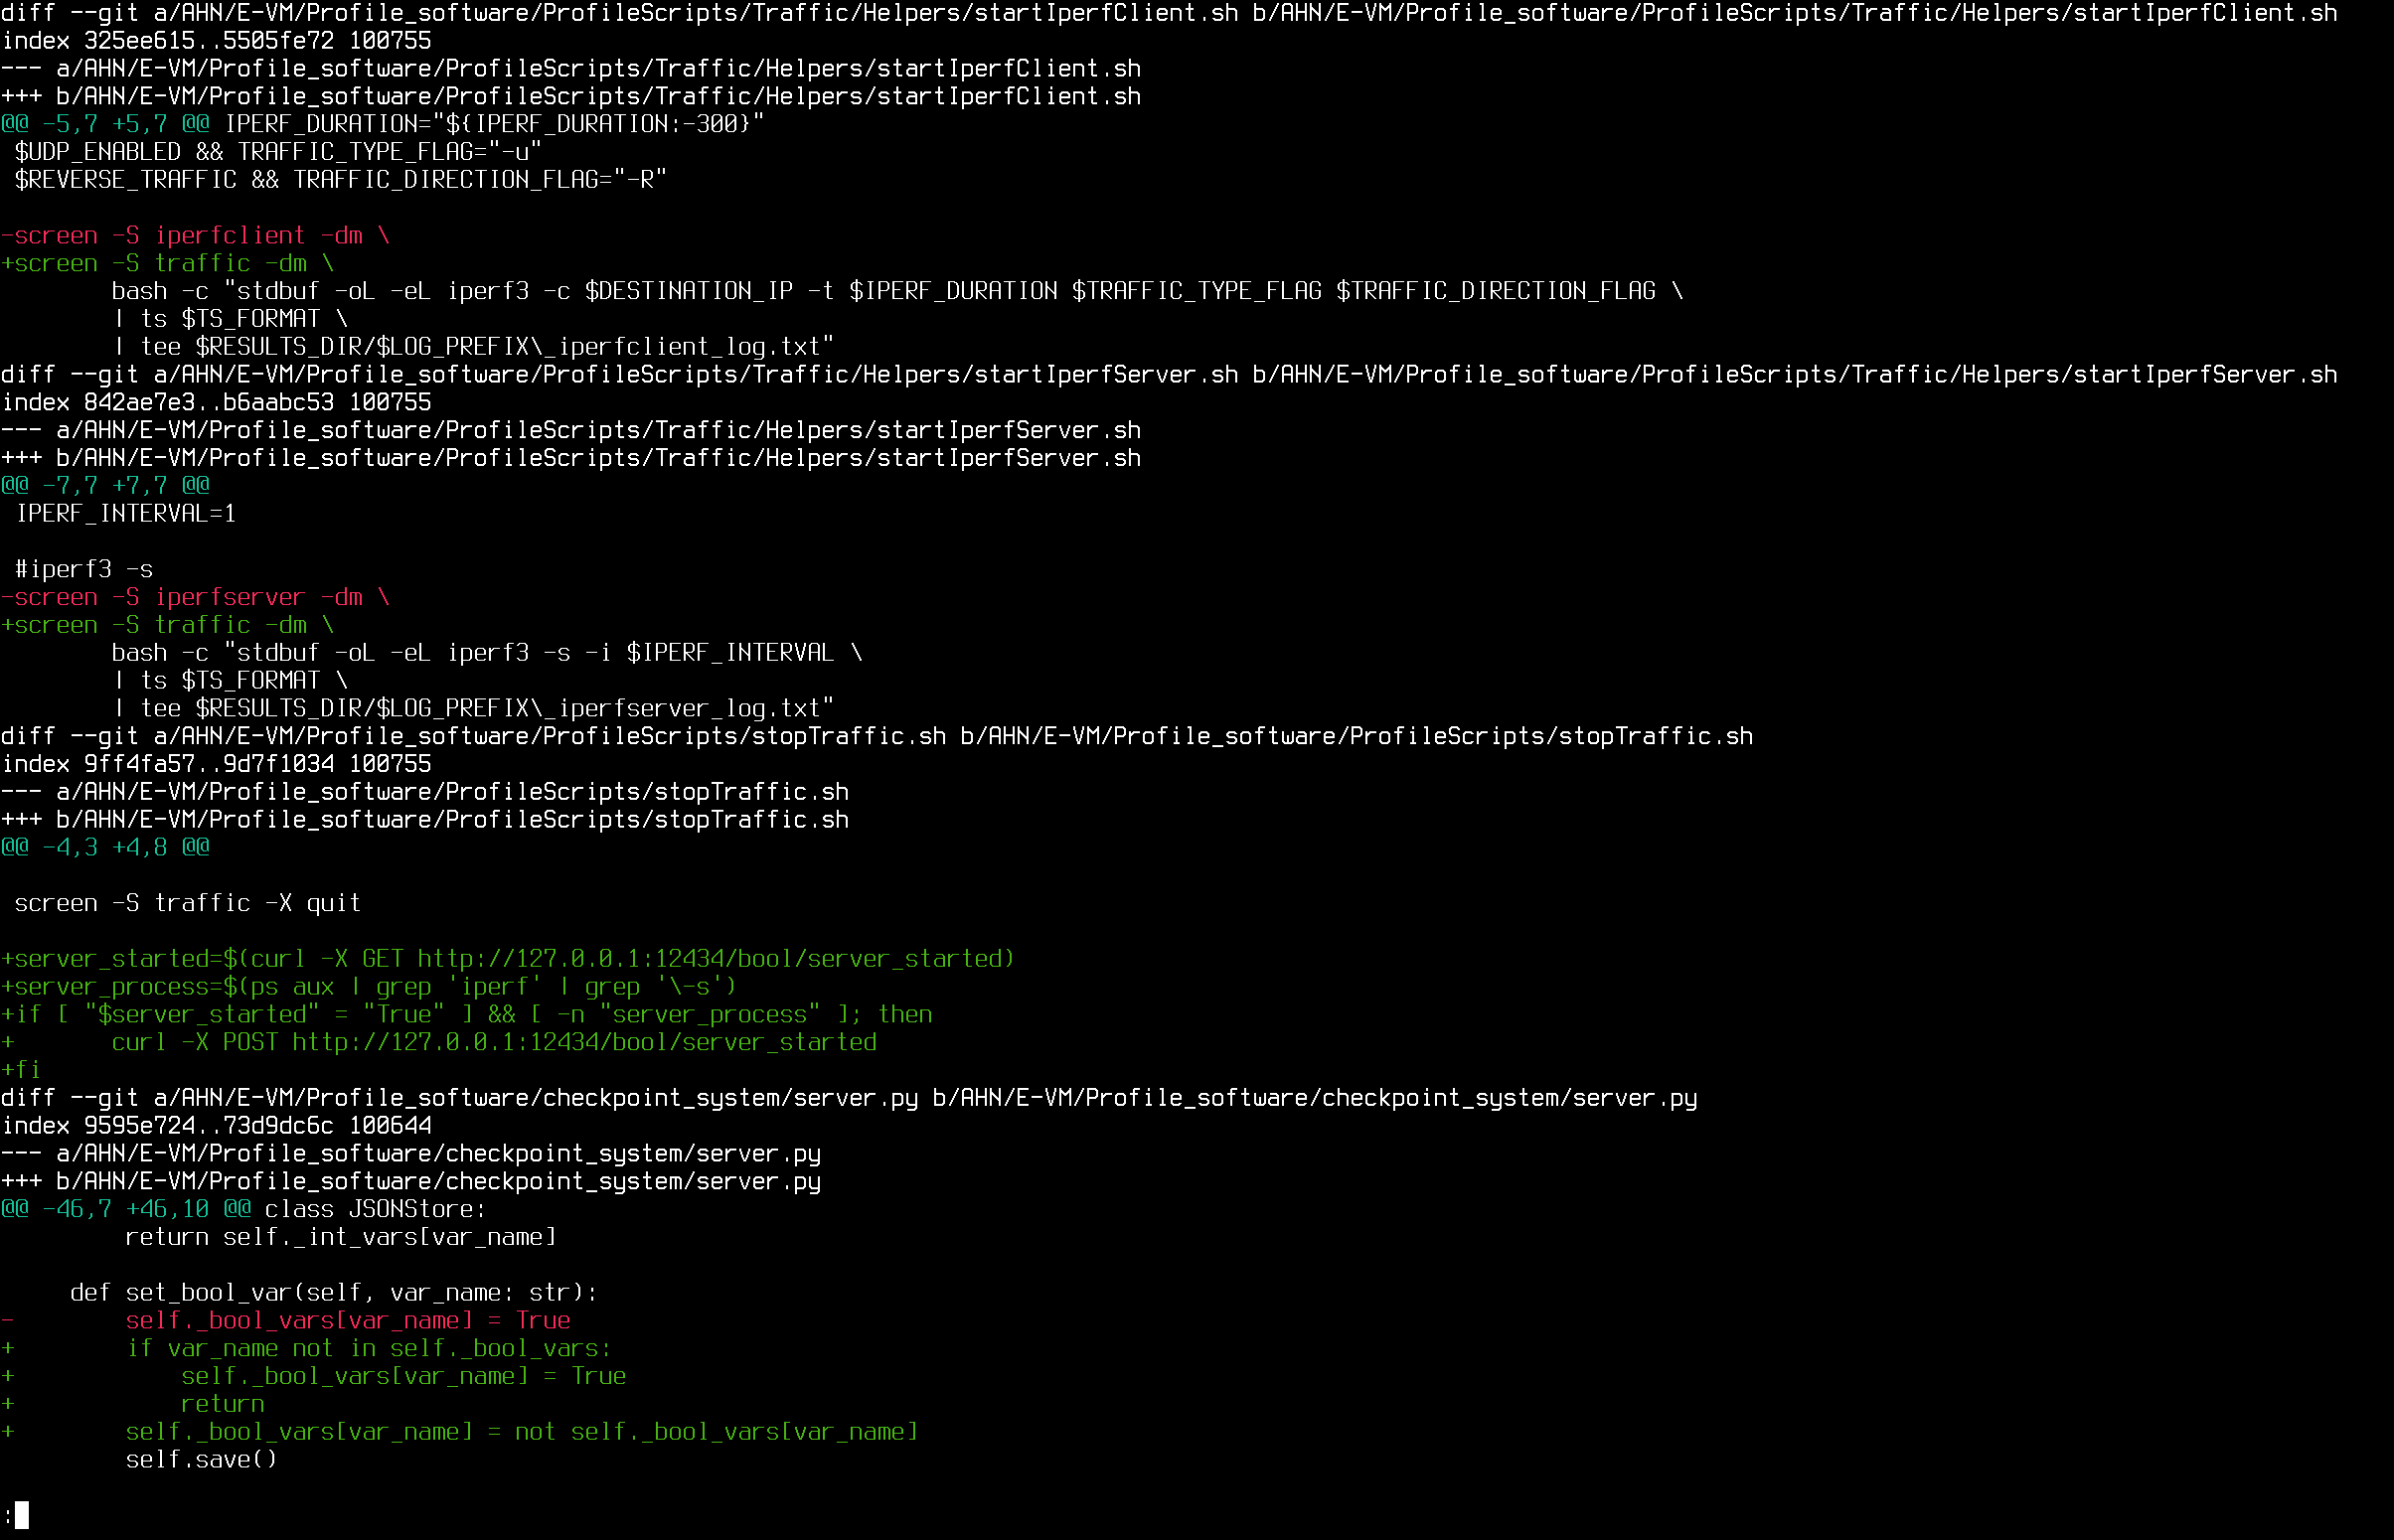 diff --git a/AHN/E-VM/Profile_software/ProfileScripts/Traffic/Helpers/startIperfClient.sh b/AHN/E-VM/Profile_software/ProfileScripts/Traffic/Helpers/startIperfClient.sh
index 325ee615..5505fe72 100755
--- a/AHN/E-VM/Profile_software/ProfileScripts/Traffic/Helpers/startIperfClient.sh
+++ b/AHN/E-VM/Profile_software/ProfileScripts/Traffic/Helpers/startIperfClient.sh
@@ -5,7 +5,7 @@ IPERF_DURATION="${IPERF_DURATION:-300}"
 $UDP_ENABLED && TRAFFIC_TYPE_FLAG="-u"
 $REVERSE_TRAFFIC && TRAFFIC_DIRECTION_FLAG="-R"

-screen -S iperfclient -dm \
+screen -S traffic -dm \
        bash -c "stdbuf -oL -eL iperf3 -c $DESTINATION_IP -t $IPERF_DURATION $TRAFFIC_TYPE_FLAG $TRAFFIC_DIRECTION_FLAG \
        | ts $TS_FORMAT \
        | tee $RESULTS_DIR/$LOG_PREFIX\_iperfclient_log.txt"
diff --git a/AHN/E-VM/Profile_software/ProfileScripts/Traffic/Helpers/startIperfServer.sh b/AHN/E-VM/Profile_software/ProfileScripts/Traffic/Helpers/startIperfServer.sh
index 842ae7e3..b6aabc53 100755
--- a/AHN/E-VM/Profile_software/ProfileScripts/Traffic/Helpers/startIperfServer.sh
+++ b/AHN/E-VM/Profile_software/ProfileScripts/Traffic/Helpers/startIperfServer.sh
@@ -7,7 +7,7 @@
 IPERF_INTERVAL=1

 #iperf3 -s
-screen -S iperfserver -dm \
+screen -S traffic -dm \
        bash -c "stdbuf -oL -eL iperf3 -s -i $IPERF_INTERVAL \
        | ts $TS_FORMAT \
        | tee $RESULTS_DIR/$LOG_PREFIX\_iperfserver_log.txt"
diff --git a/AHN/E-VM/Profile_software/ProfileScripts/stopTraffic.sh b/AHN/E-VM/Profile_software/ProfileScripts/stopTraffic.sh
index 9ff4fa57..9d7f1034 100755
--- a/AHN/E-VM/Profile_software/ProfileScripts/stopTraffic.sh
+++ b/AHN/E-VM/Profile_software/ProfileScripts/stopTraffic.sh
@@ -4,3 +4,8 @@

 screen -S traffic -X quit

+server_started=$(curl -X GET http://127.0.0.1:12434/bool/server_started)
+server_process=$(ps aux | grep 'iperf' | grep '\-s')
+if [ "$server_started" = "True" ] && [ -n "server_process" ]; then
+       curl -X POST http://127.0.0.1:12434/bool/server_started
+fi
diff --git a/AHN/E-VM/Profile_software/checkpoint_system/server.py b/AHN/E-VM/Profile_software/checkpoint_system/server.py
index 9595e724..73d9dc6c 100644
--- a/AHN/E-VM/Profile_software/checkpoint_system/server.py
+++ b/AHN/E-VM/Profile_software/checkpoint_system/server.py
@@ -46,7 +46,10 @@ class JSONStore:
         return self._int_vars[var_name]

     def set_bool_var(self, var_name: str):
-        self._bool_vars[var_name] = True
+        if var_name not in self._bool_vars:
+            self._bool_vars[var_name] = True
+            return
+        self._bool_vars[var_name] = not self._bool_vars[var_name]
         self.save()

: